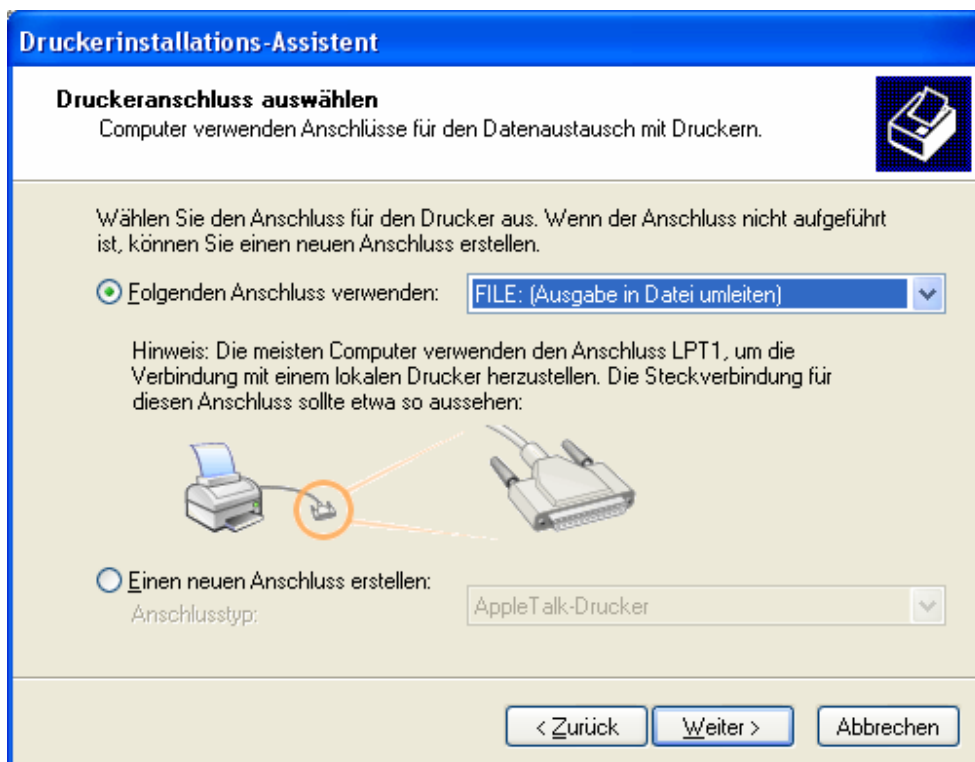 Druckerinstallations-Assistent
Druckeranschluss auswählen
Computer verwenden Anschlüsse für den Datenaustausch mit Druckern.
Wählen Sie den Anschluss für den Drucker aus. Wenn der Anschluss nicht aufgeführt
ist, können Sie einen neuen Anschluss erstellen.
Folgenden Anschluss verwenden: FILE: (Ausgabe in Datei umleiten)
Hinweis: Die meisten Computer verwenden den Anschluss LPT1, um die
Verbindung mit einem lokalen Drucker herzustellen. Die Steckverbindung für
diesen Anschluss sollte etwa so aussehen:
Einen neuen Anschluss erstellen:
Anschlusstyp: AppleTalk-Drucker
< Zurück Weiter > Abbrechen